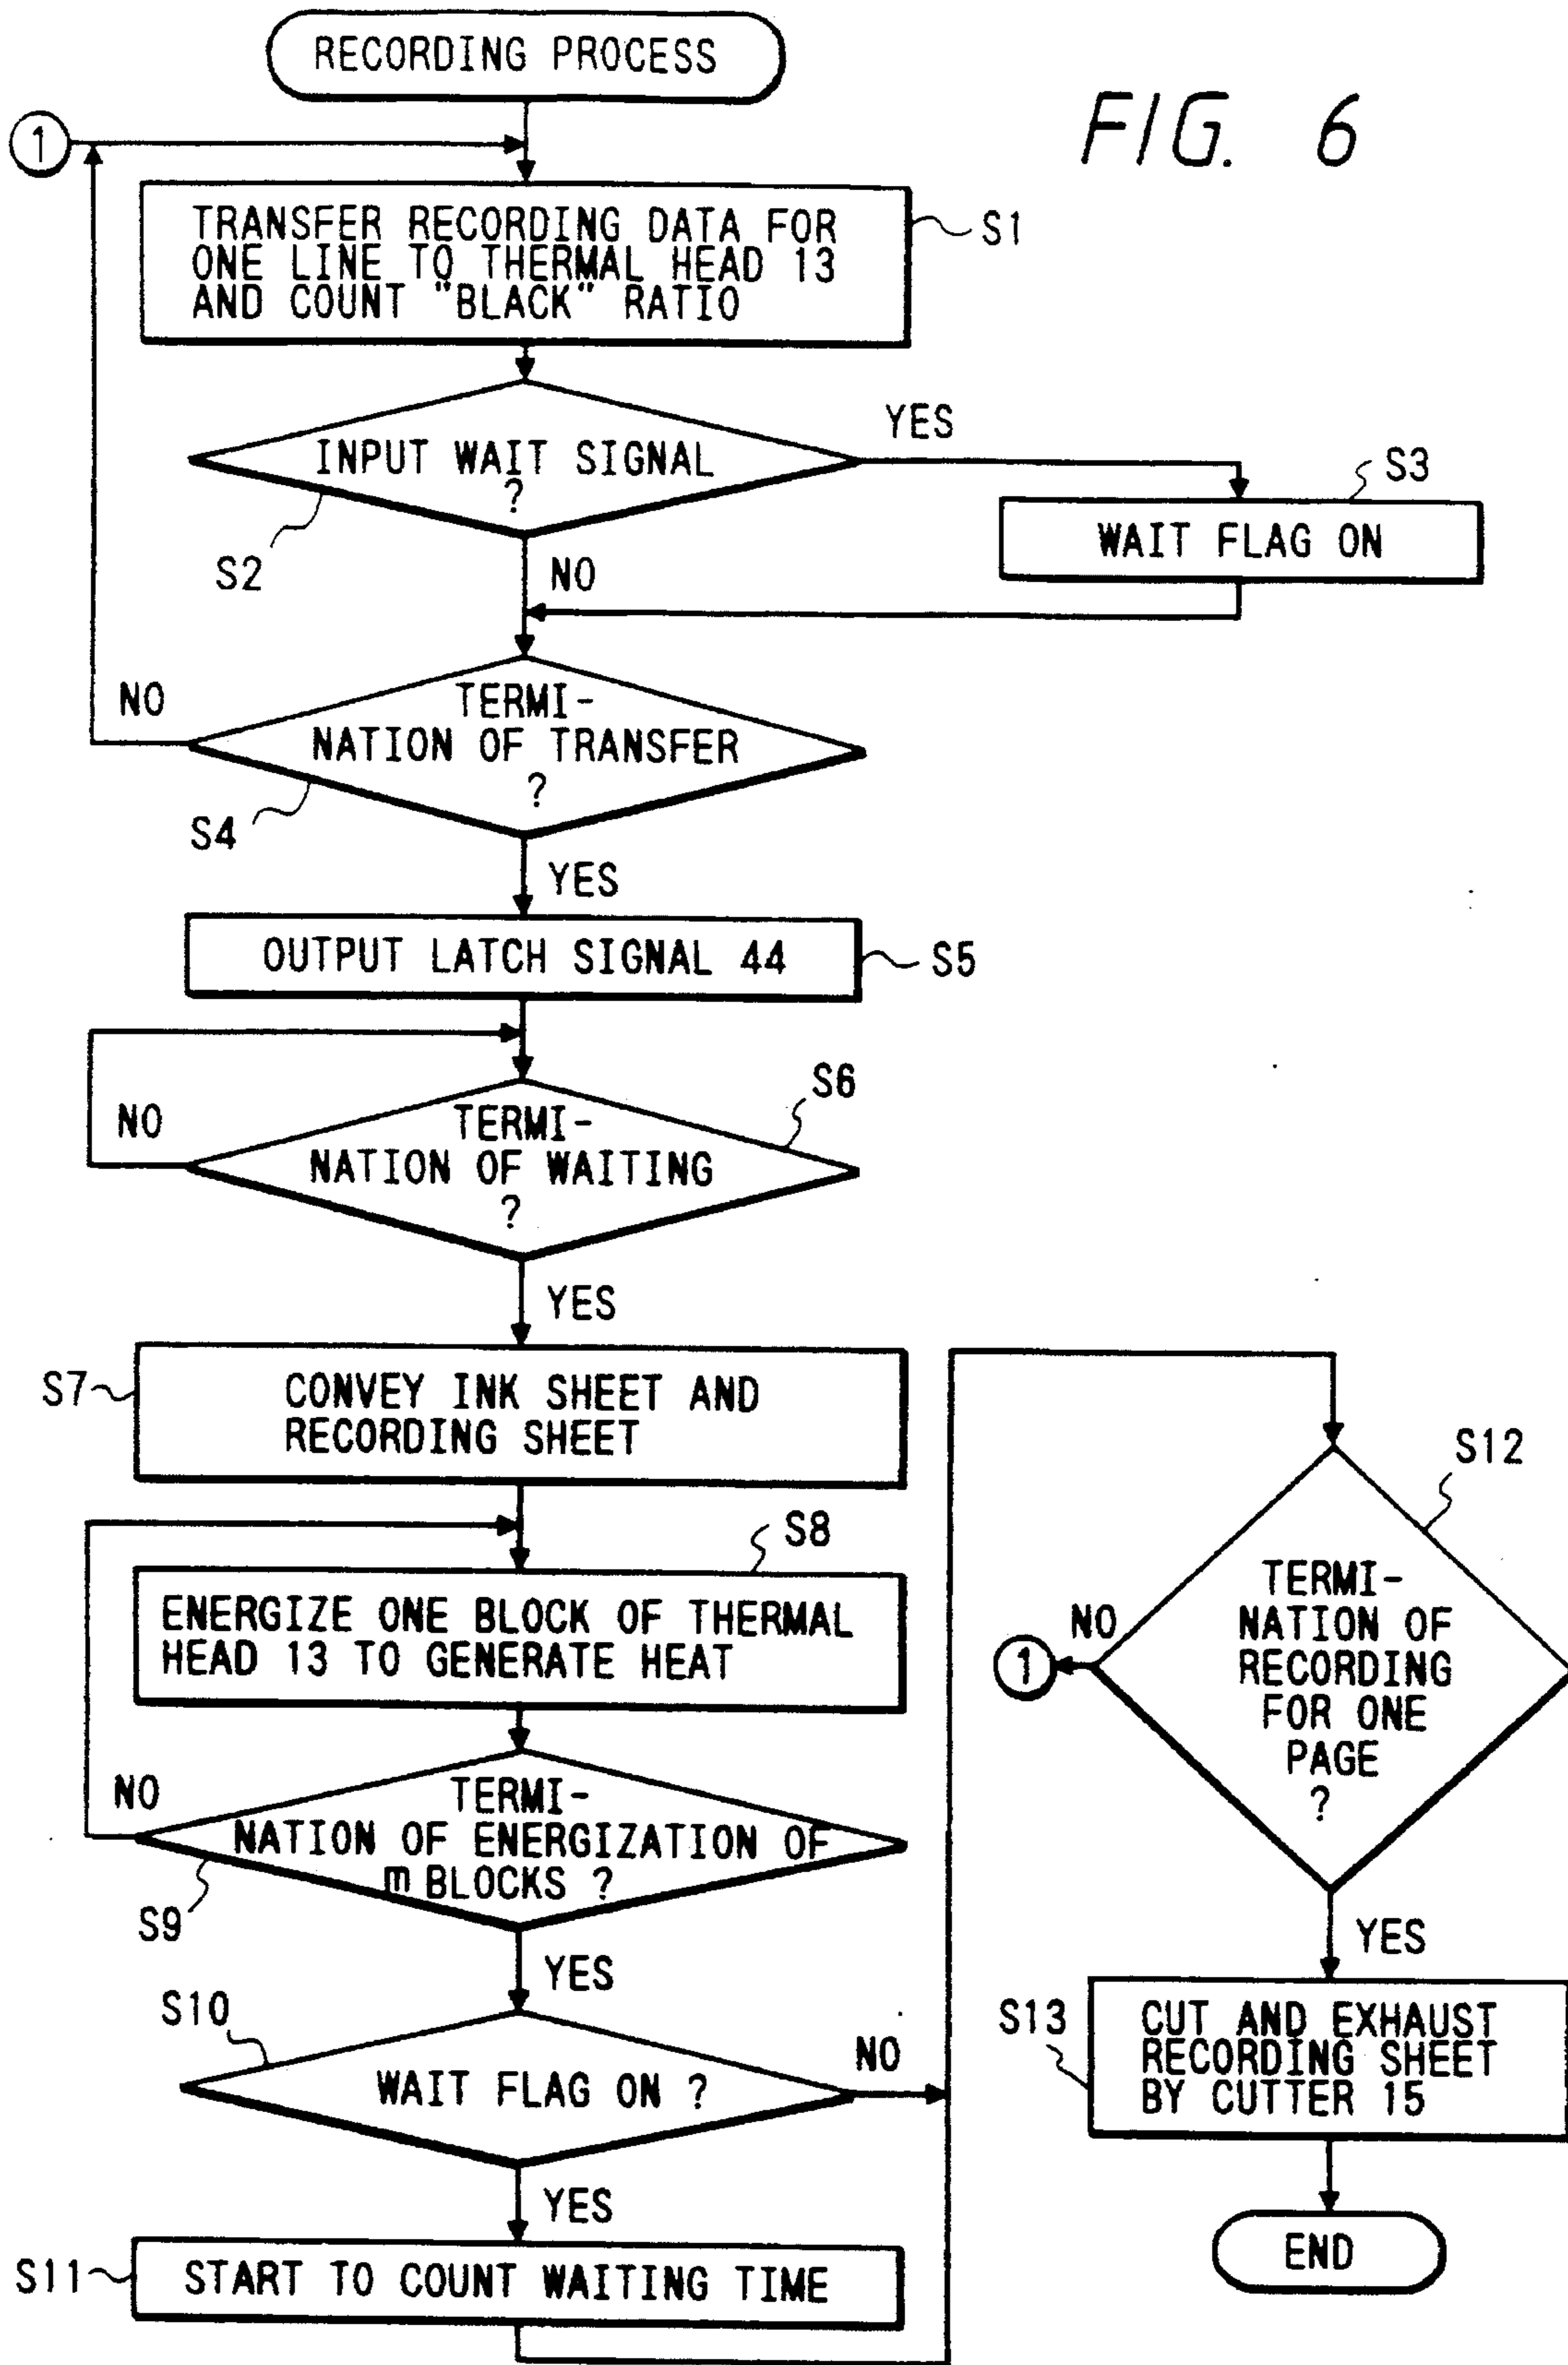 RECORDING PROCESS
FIG. 6
1
TRANSFER RECORDING DATA FOR
ONE LINE TO THERMAL HEAD 13
AND COUNT "BLACK" RATIO
S1
INPUT WAIT SIGNAL
?
YES
S2
NO
S3
WAIT FLAG ON
TERMI-
NATION OF TRANSFER
?
NO
S4
YES
OUTPUT LATCH SIGNAL 44
S5
S6
TERMI-
NATION OF WAITING
?
NO
YES
S7
CONVEY INK SHEET AND
RECORDING SHEET
S8
ENERGIZE ONE BLOCK OF THERMAL
HEAD 13 TO GENERATE HEAT
NO
TERMI-
NATION OF ENERGIZATION OF
m BLOCKS ?
S9
YES
S10
WAIT FLAG ON ?
NO
YES
S11
START TO COUNT WAITING TIME
S12
TERMI-
NATION OF
RECORDING
FOR ONE
PAGE
?
NO
1
YES
S13
CUT AND EXHAUST
RECORDING SHEET
BY CUTTER 15
END